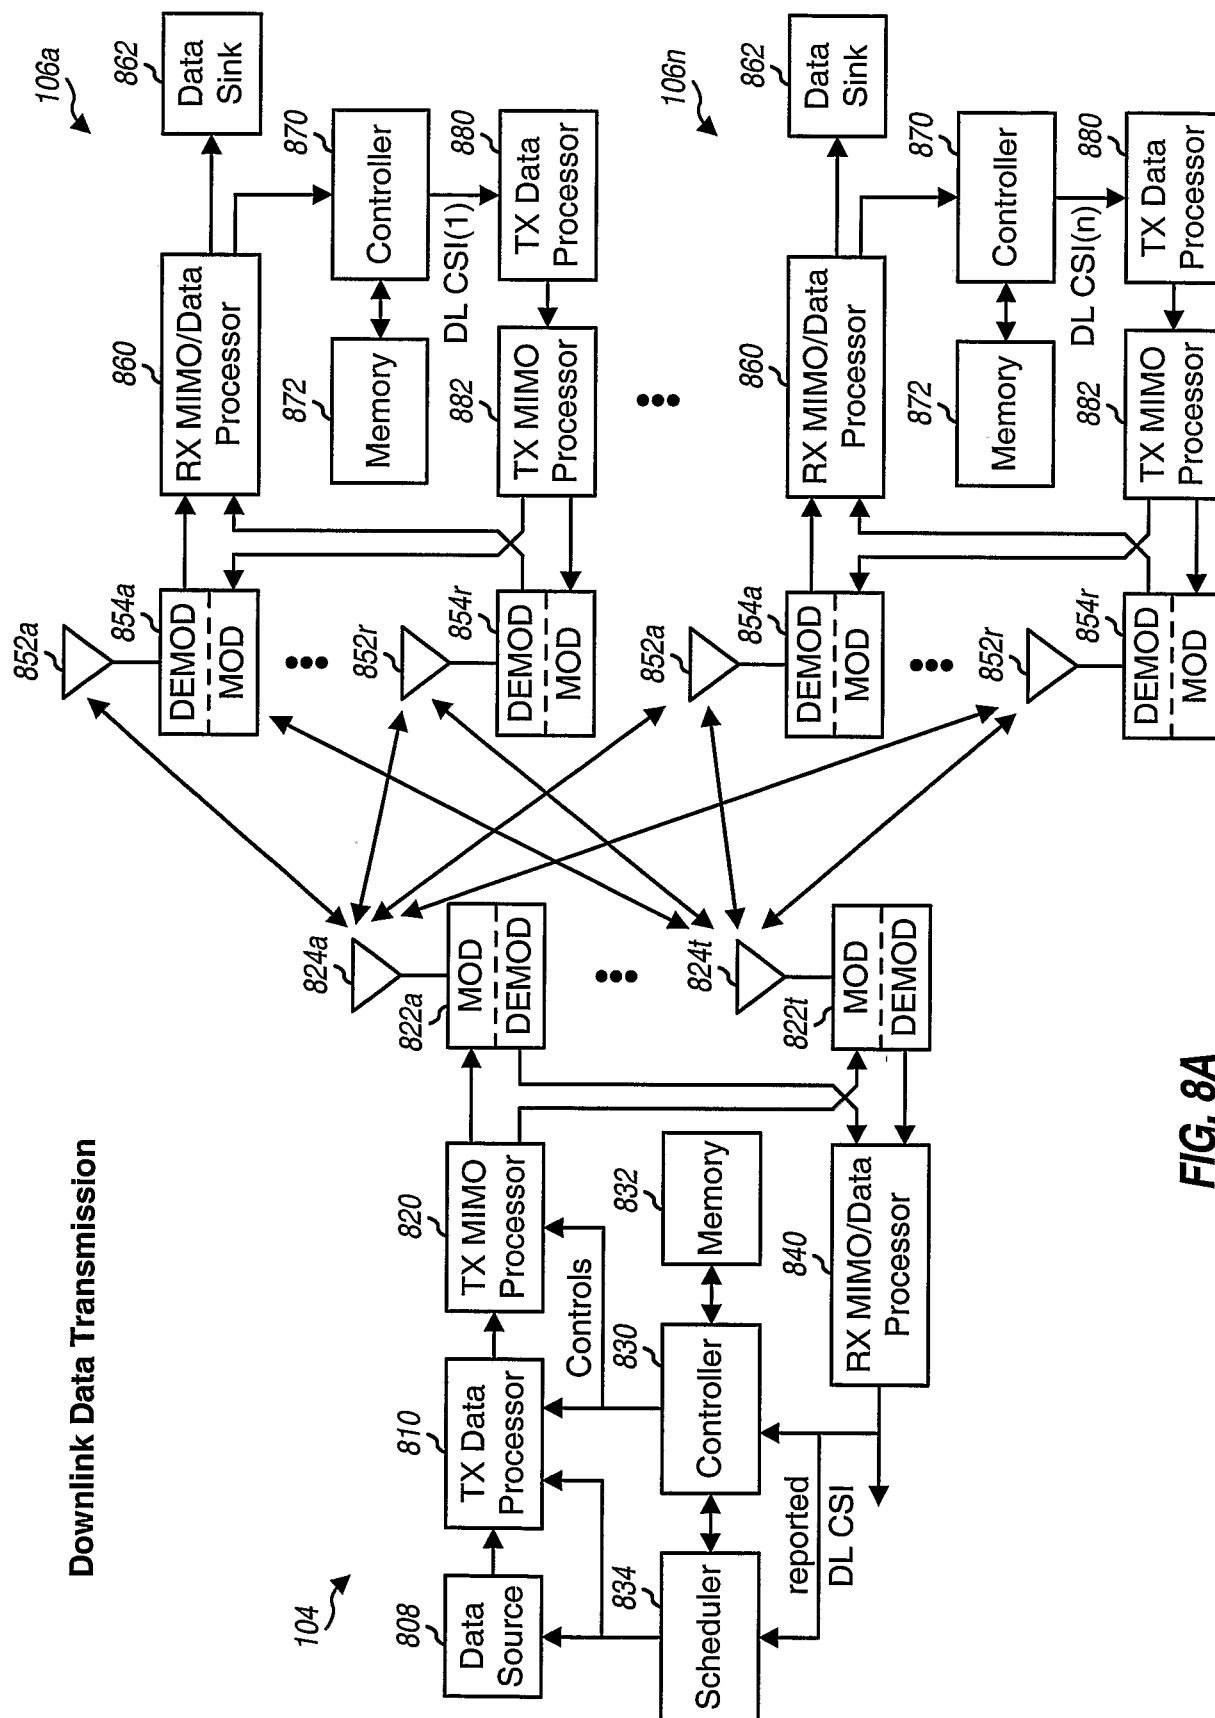 Downlink Data Transmission
104
808
Data
Source
810
TX Data
Processor
820
TX MIMO
Processor
Controls
834
Scheduler
830
Controller
832
Memory
reported
DL CSI
840
RX MIMO/Data
Processor
824a
822a
MOD
DEMOD
824t
822t
MOD
DEMOD
106a
852a
854a
DEMOD
MOD
852r
854r
DEMOD
MOD
860
RX MIMO/Data
Processor
862
Data
Sink
872
Memory
870
Controller
DL CSI(1)
882
TX MIMO
Processor
880
TX Data
Processor
106n
852a
854a
DEMOD
MOD
852r
854r
DEMOD
MOD
860
RX MIMO/Data
Processor
862
Data
Sink
872
Memory
870
Controller
DL CSI(n)
882
TX MIMO
Processor
880
TX Data
Processor
FIG. 8A